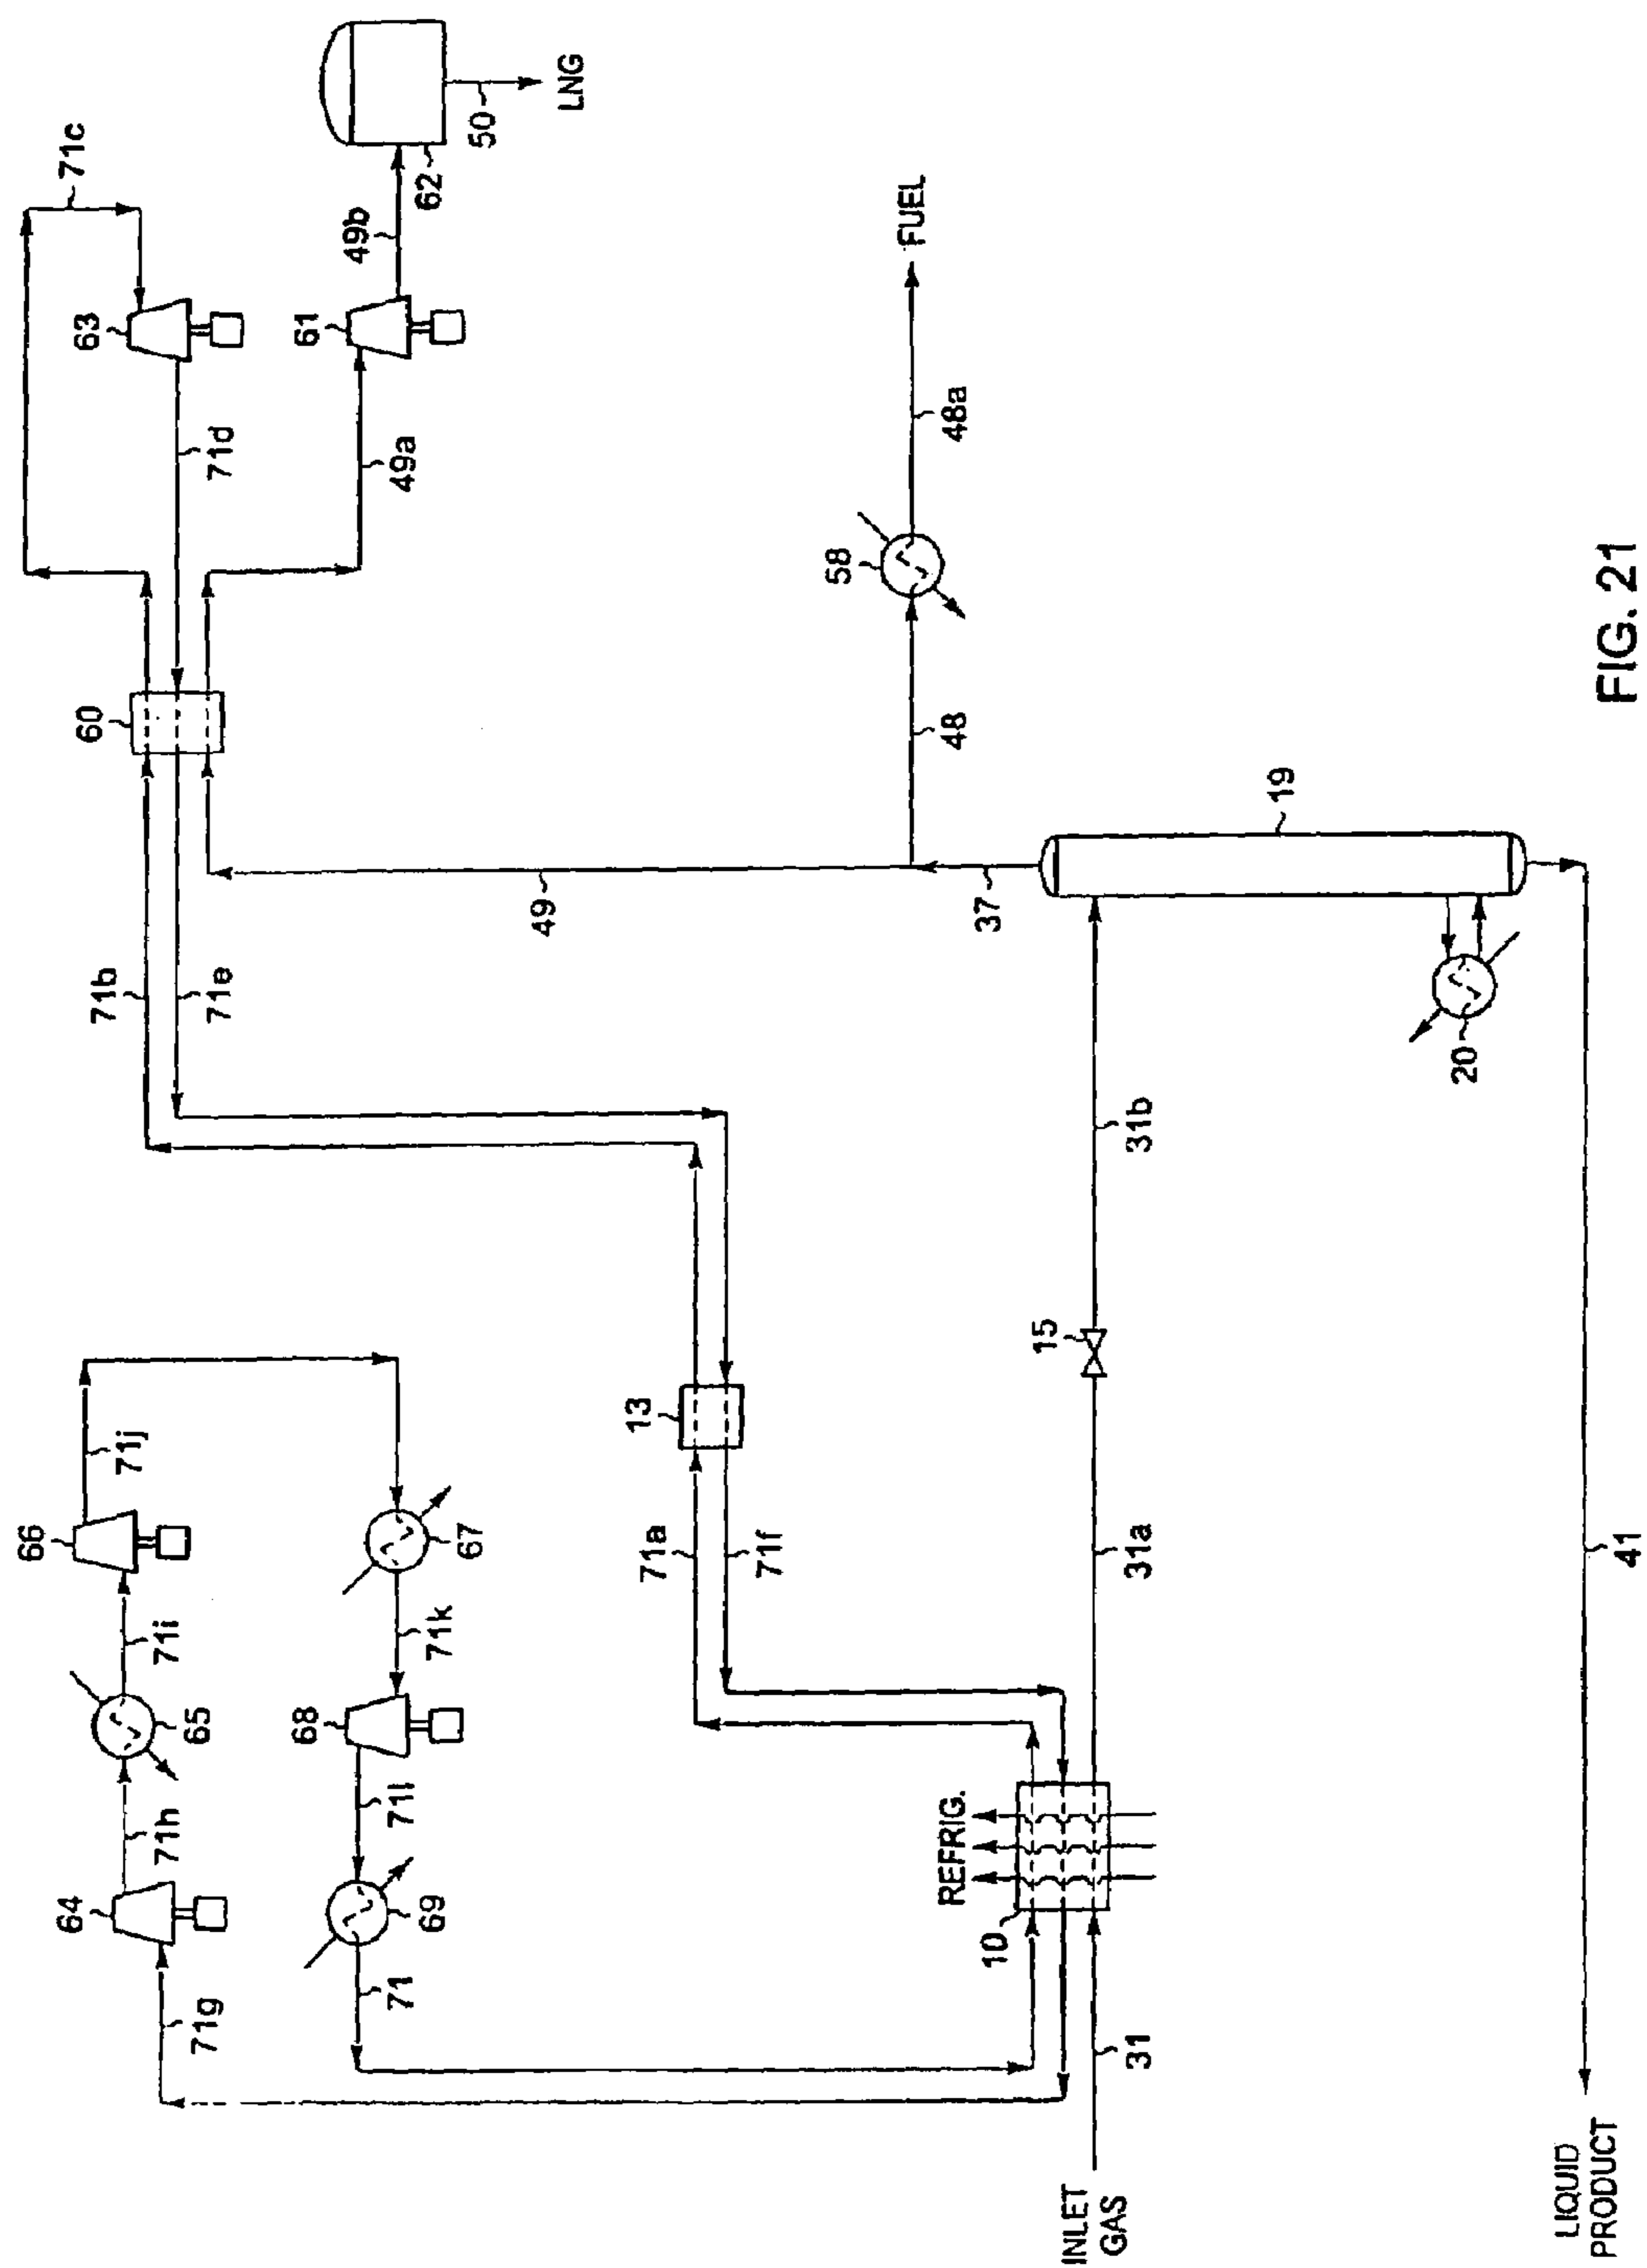 64
71h
65
71i
66
71j
71g
71
69
71l
68
71k
67
71b
60
71e
71d
71c
63
61
49a
49b
62
50
LNG
13
71a
71f
49
REFRIG.
10
INLET
GAS
31
31a
15
31b
37
48
58
48a
FUEL
19
20
41
LIQUID
PRODUCT
FIG. 21